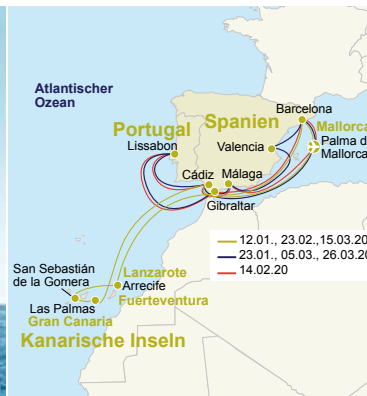 Atlantischer
Ozean
Barcelona
Portugal
Spanien
Mallorca
Lissabon
Valencia
Palma d
Mallorca
Cádiz
Málaga
Gibraltar
12.01., 23.02.,15.03.20
23.01., 05.03., 26.03.20
14.02.20
San Sebastián
de la Gomera
Lanzarote
Arrecife
Las Palmas
Fuerteventura
Gran Canaria
Kanarische Inseln